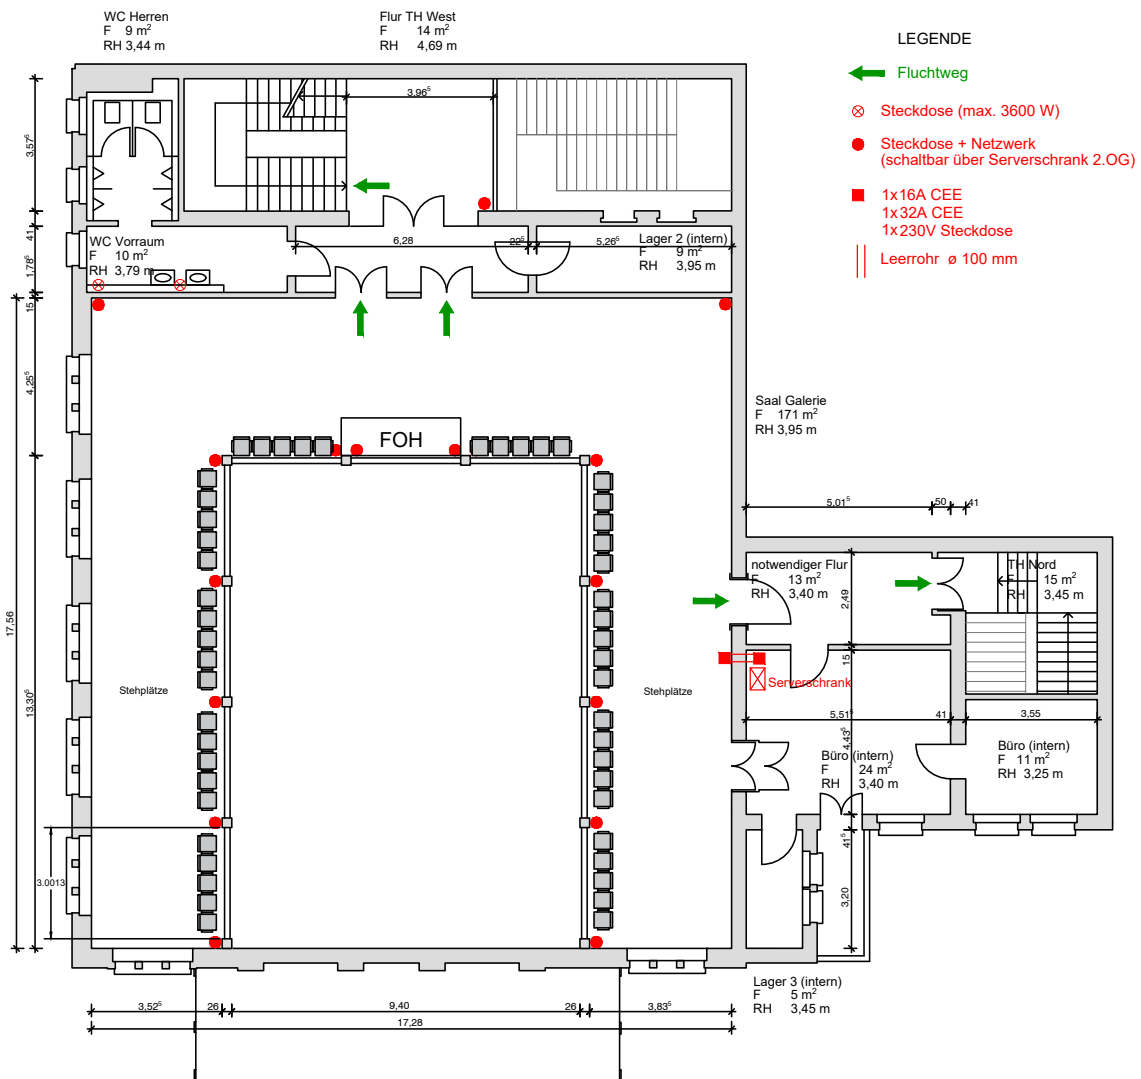 WC Herren
F 9 m²
RH 3,44 m
Flur TH West
F 14 m²
RH 4,69 m
LEGENDE
Fluchtweg
Steckdose (max. 3600 W)
Steckdose + Netzwerk
(schaltbar über Serverschrank 2.OG)
1x16A CEE
1x32A CEE
1x230V Steckdose
Leerrohr ø 100 mm
3,96⁵
3,57⁵
41
1,78⁵
15
WC Vorraum
F 10 m²
RH 3,79 m
6,28
22⁵
5,26⁵
Lager 2 (intern)
F 9 m²
RH 3,95 m
4,25⁵
Saal Galerie
F 171 m²
RH 3,95 m
FOH
5,01⁵
50
41
notwendiger Flur
F 13 m²
RH 3,40 m
2,49
TH Nord
F 15 m²
RH 3,45 m
17,56
13,30⁵
15
Serverschrank
Stehplätze
Stehplätze
5,51⁵
41
3,55
4,43⁵
Büro (intern)
F 24 m²
RH 3,40 m
Büro (intern)
F 11 m²
RH 3,25 m
41⁵
3.0013
3,20
Lager 3 (intern)
F 5 m²
RH 3,45 m
3,52⁵
26
9,40
26
3,83⁵
17,28